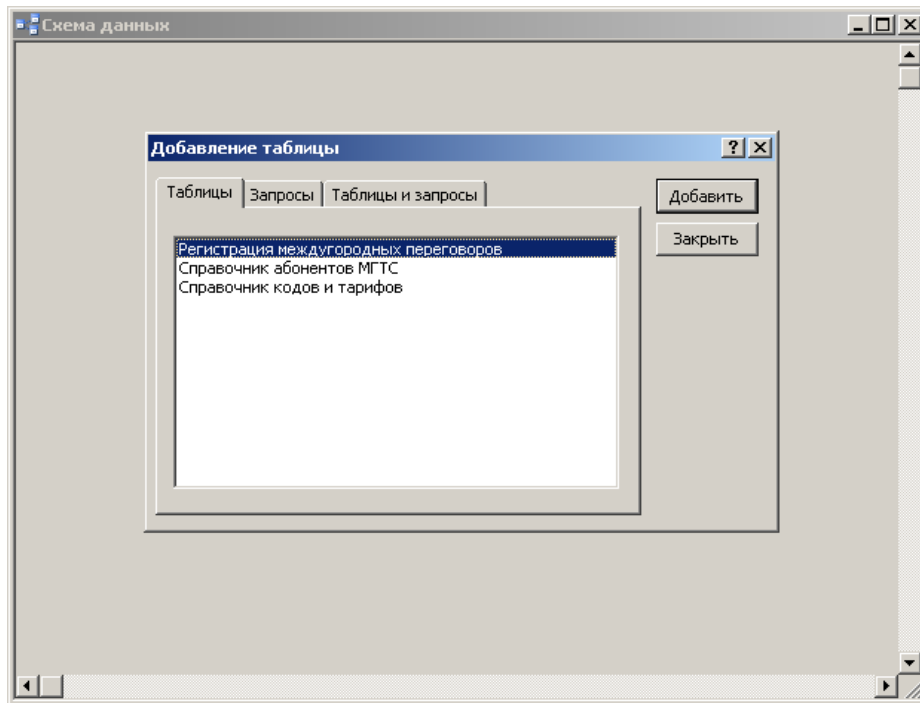 Схема данных
Добавление таблицы
Таблицы Запросы Таблицы и запросы
Добавить
Закрыть
Регистрация междугородных переговоров
Справочник абонентов МГТС
Справочник кодов и тарифов